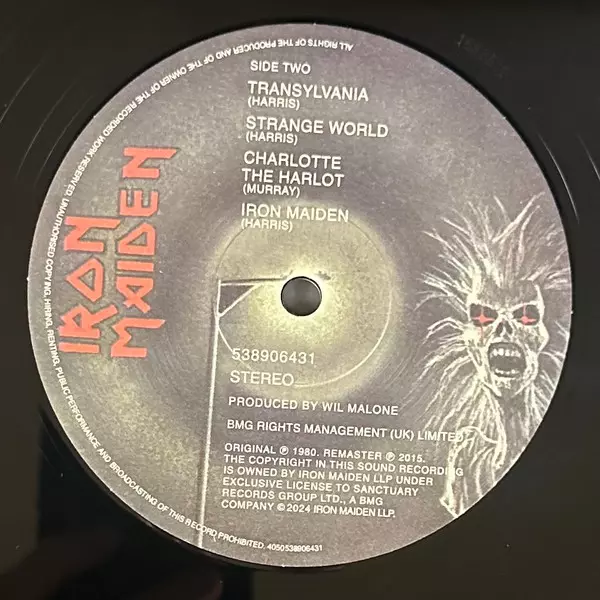 SIDE TWO
TRANSYLVANIA
(HARRIS)
STRANGE WORLD
(HARRIS)
CHARLOTTE
THE HARLOT
(MURRAY)
IRON MAIDEN
(HARRIS)
IRON
MAIDEN
538906431
STEREO
PRODUCED BY WIL MALONE
BMG RIGHTS MANAGEMENT (UK) LIMITED
ORIGINAL ℗ 1980. REMASTER ℗ 2015.
THE COPYRIGHT IN THIS SOUND RECORDING
IS OWNED BY IRON MAIDEN LLP UNDER
EXCLUSIVE LICENSE TO SANCTUARY
RECORDS GROUP LTD., A BMG
COMPANY © 2024 IRON MAIDEN LLP.
ALL RIGHTS OF THE PRODUCER AND OF THE OWNER OF THE RECORDED WORK RESERVED. UNAUTHORISED COPYING, HIRING, RENTING, PUBLIC PERFORMANCE AND BROADCASTING OF THIS RECORD PROHIBITED. 4050538906431